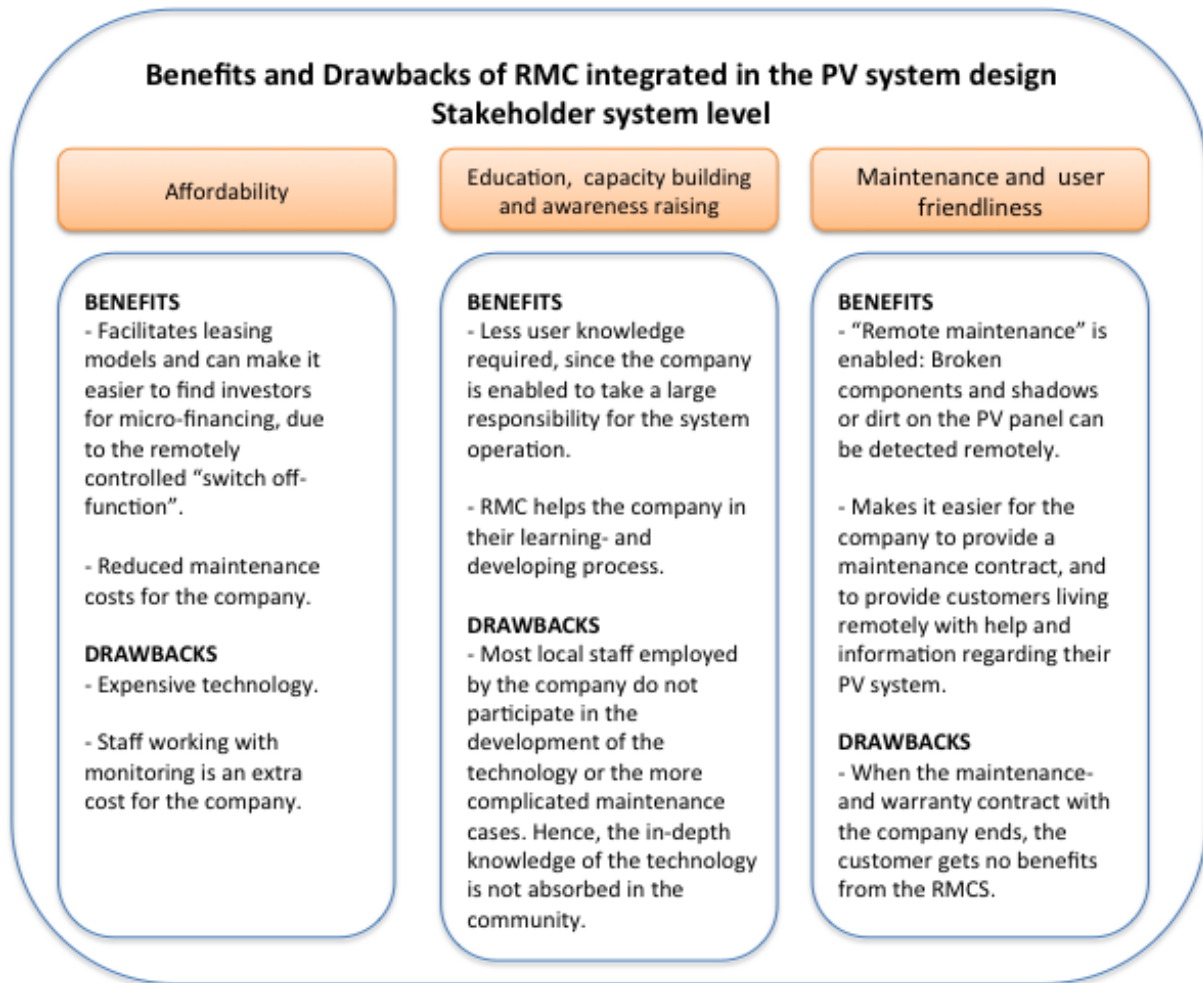 Benefits and Drawbacks of RMC integrated in the PV system design
Stakeholder system level
Affordability
BENEFITS
- Facilitates leasing
models and can make it
easier to find investors
for micro-financing, due
to the remotely
controlled “switch off-
function”.
- Reduced maintenance
costs for the company.
DRAWBACKS
- Expensive technology.
- Staff working with
monitoring is an extra
cost for the company.
Education, capacity building
and awareness raising
BENEFITS
- Less user knowledge
required, since the company
is enabled to take a large
responsibility for the system
operation.
- RMC helps the company in
their learning- and
developing process.
DRAWBACKS
- Most local staff employed
by the company do not
participate in the
development of the
technology or the more
complicated maintenance
cases. Hence, the in-depth
knowledge of the technology
is not absorbed in the
community.
Maintenance and user
friendliness
BENEFITS
- “Remote maintenance” is
enabled: Broken
components and shadows
or dirt on the PV panel can
be detected remotely.
- Makes it easier for the
company to provide a
maintenance contract, and
to provide customers living
remotely with help and
information regarding their
PV system.
DRAWBACKS
- When the maintenance-
and warranty contract with
the company ends, the
customer gets no benefits
from the RMCS.